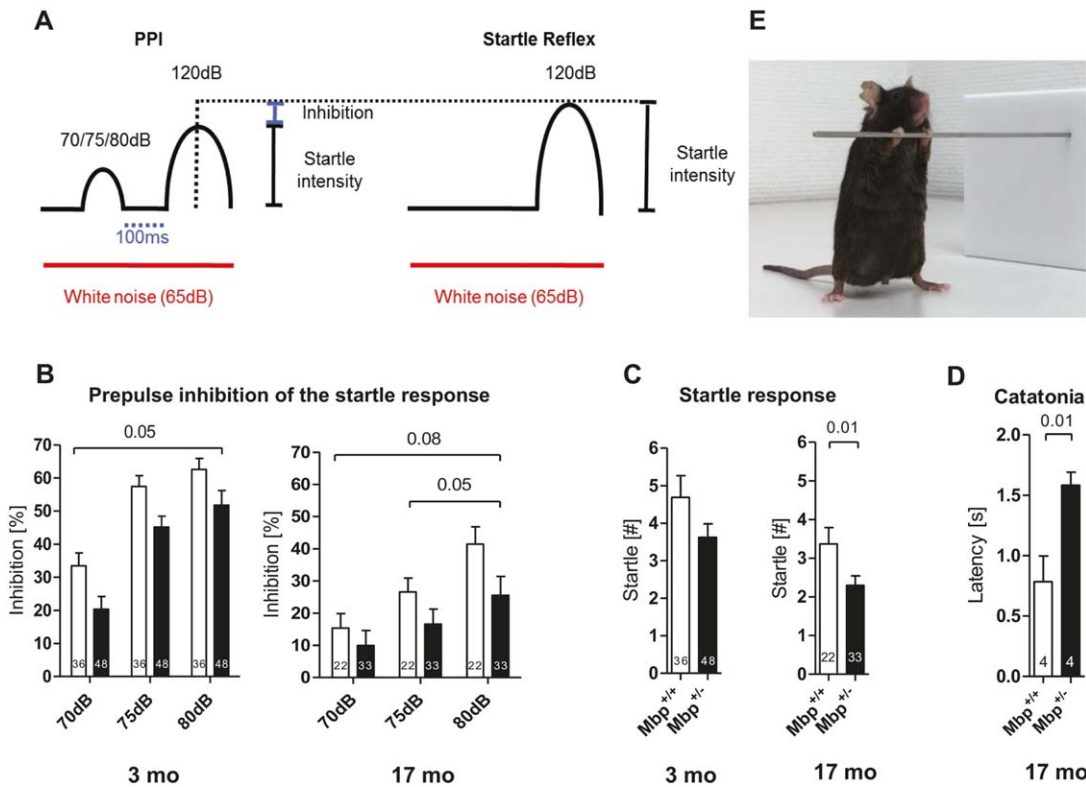 A
PPI
Startle Reflex
E
120dB
120dB
70/75/80dB
Inhibition
Startle
intensity
Startle
intensity
100ms
White noise (65dB)
White noise (65dB)
B
Prepulse inhibition of the startle response
0.05
70
60
50
40
30
20
10
0
Inhibition [%]
36
48
36
48
36
48
70dB
75dB
80dB
3 mo
0.08
0.05
70
60
50
40
30
20
10
0
Inhibition [%]
22
33
22
33
22
33
70dB
75dB
80dB
17 mo
C
Startle response
6
5
4
3
2
1
0
Startle [#]
36
48
Mbp+/+
Mbp+/-
3 mo
0.01
6
5
4
3
2
1
0
Startle [#]
22
33
Mbp+/+
Mbp+/-
17 mo
D
Catatonia
0.01
2.0
1.5
1.0
0.5
0.0
Latency [s]
4
4
Mbp+/+
Mbp+/-
17 mo